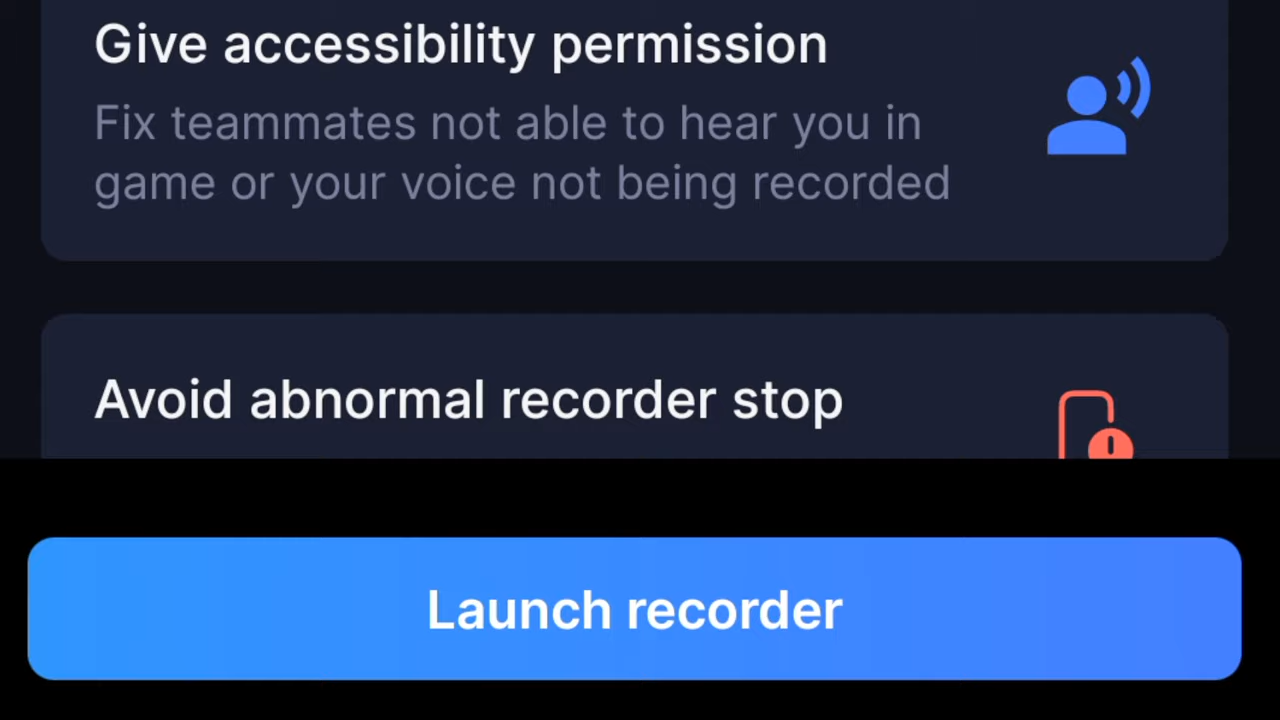 Give accessibility permission
Fix teammates not able to hear you in
game or your voice not being recorded
Avoid abnormal recorder stop
Launch recorder